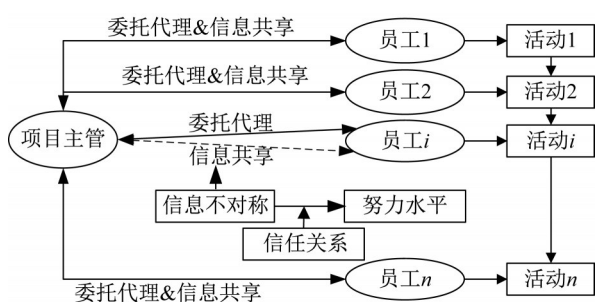 委托代理&信息共享
员工1
活动1
委托代理&信息共享
员工2
活动2
项目主管
委托代理
信息共享
员工i
活动i
信息不对称
努力水平
信任关系
委托代理&信息共享
员工n
活动n